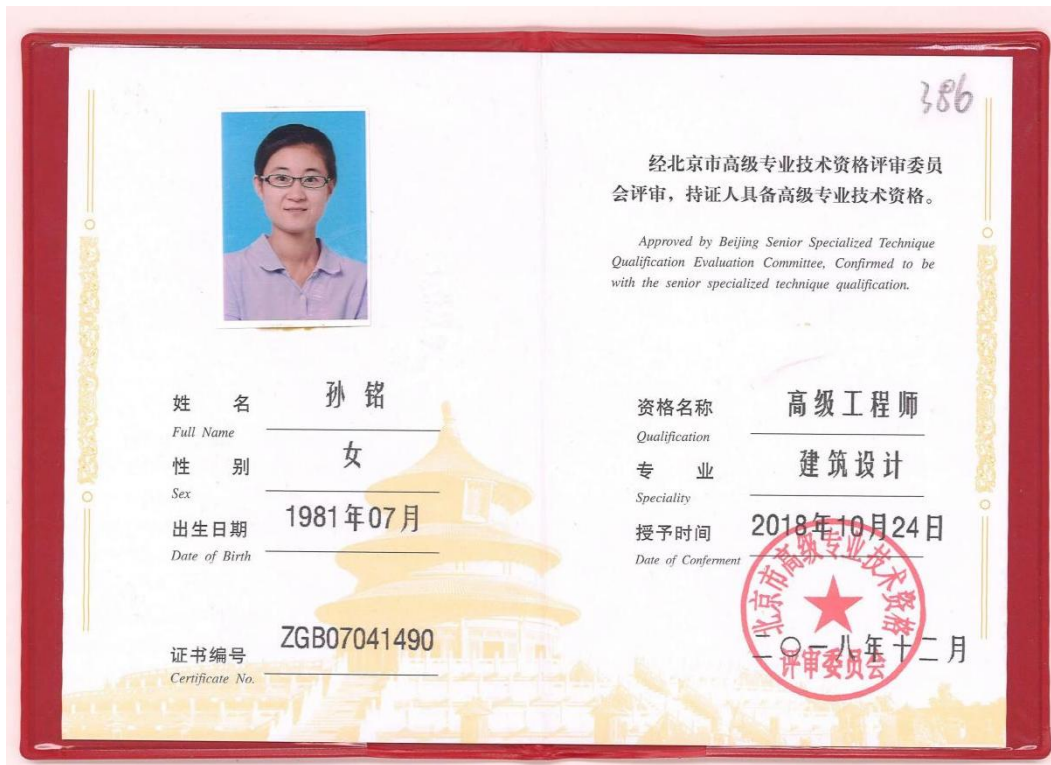 386
经北京市高级专业技术资格评审委员
会评审，持证人具备高级专业技术资格。
Approved by Beijing Senior Specialized Technique
Qualification Evaluation Committee, Confirmed to be
with the senior specialized technique qualification.
姓 名 孙 铭
Full Name
性 别 女
Sex
出生日期 1981年07月
Date of Birth
证书编号 ZGB07041490
Certificate No.
资格名称 高级工程师
Qualification
专 业 建筑设计
Speciality
授予时间 2018年10月24日
Date of Conferment
北京市高级专业技术资格
评审委员会
二〇一八年十二月